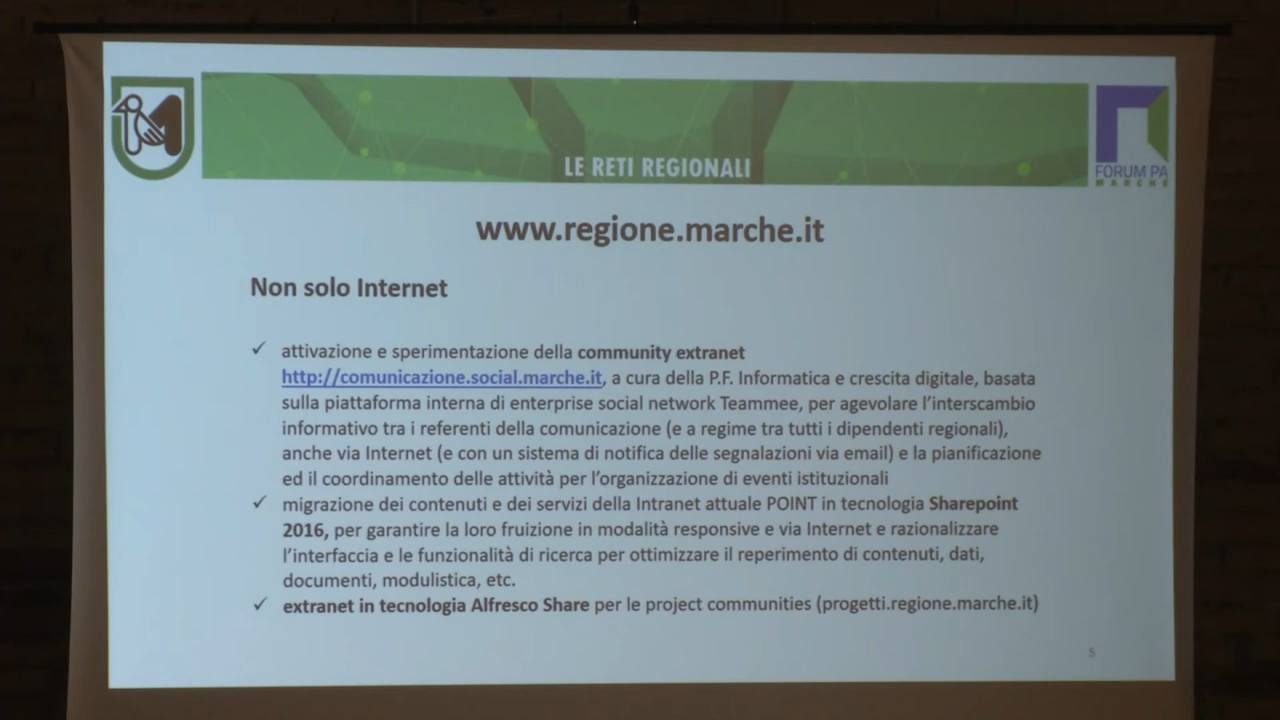 LE RETI REGIONALI
FORUM PA
MARCHE
www.regione.marche.it
Non solo Internet
✓ attivazione e sperimentazione della community extranet
http://comunicazione.social.marche.it, a cura della P.F. Informatica e crescita digitale, basata
sulla piattaforma interna di enterprise social network Teammee, per agevolare l'interscambio
informativo tra i referenti della comunicazione (e a regime tra tutti i dipendenti regionali),
anche via Internet (e con un sistema di notifica delle segnalazioni via email) e la pianificazione
ed il coordinamento delle attività per l'organizzazione di eventi istituzionali
✓ migrazione dei contenuti e dei servizi della Intranet attuale POINT in tecnologia Sharepoint
2016, per garantire la loro fruizione in modalità responsive e via Internet e razionalizzare
l'interfaccia e le funzionalità di ricerca per ottimizzare il reperimento di contenuti, dati,
documenti, modulistica, etc.
✓ extranet in tecnologia Alfresco Share per le project communities (progetti.regione.marche.it)
5